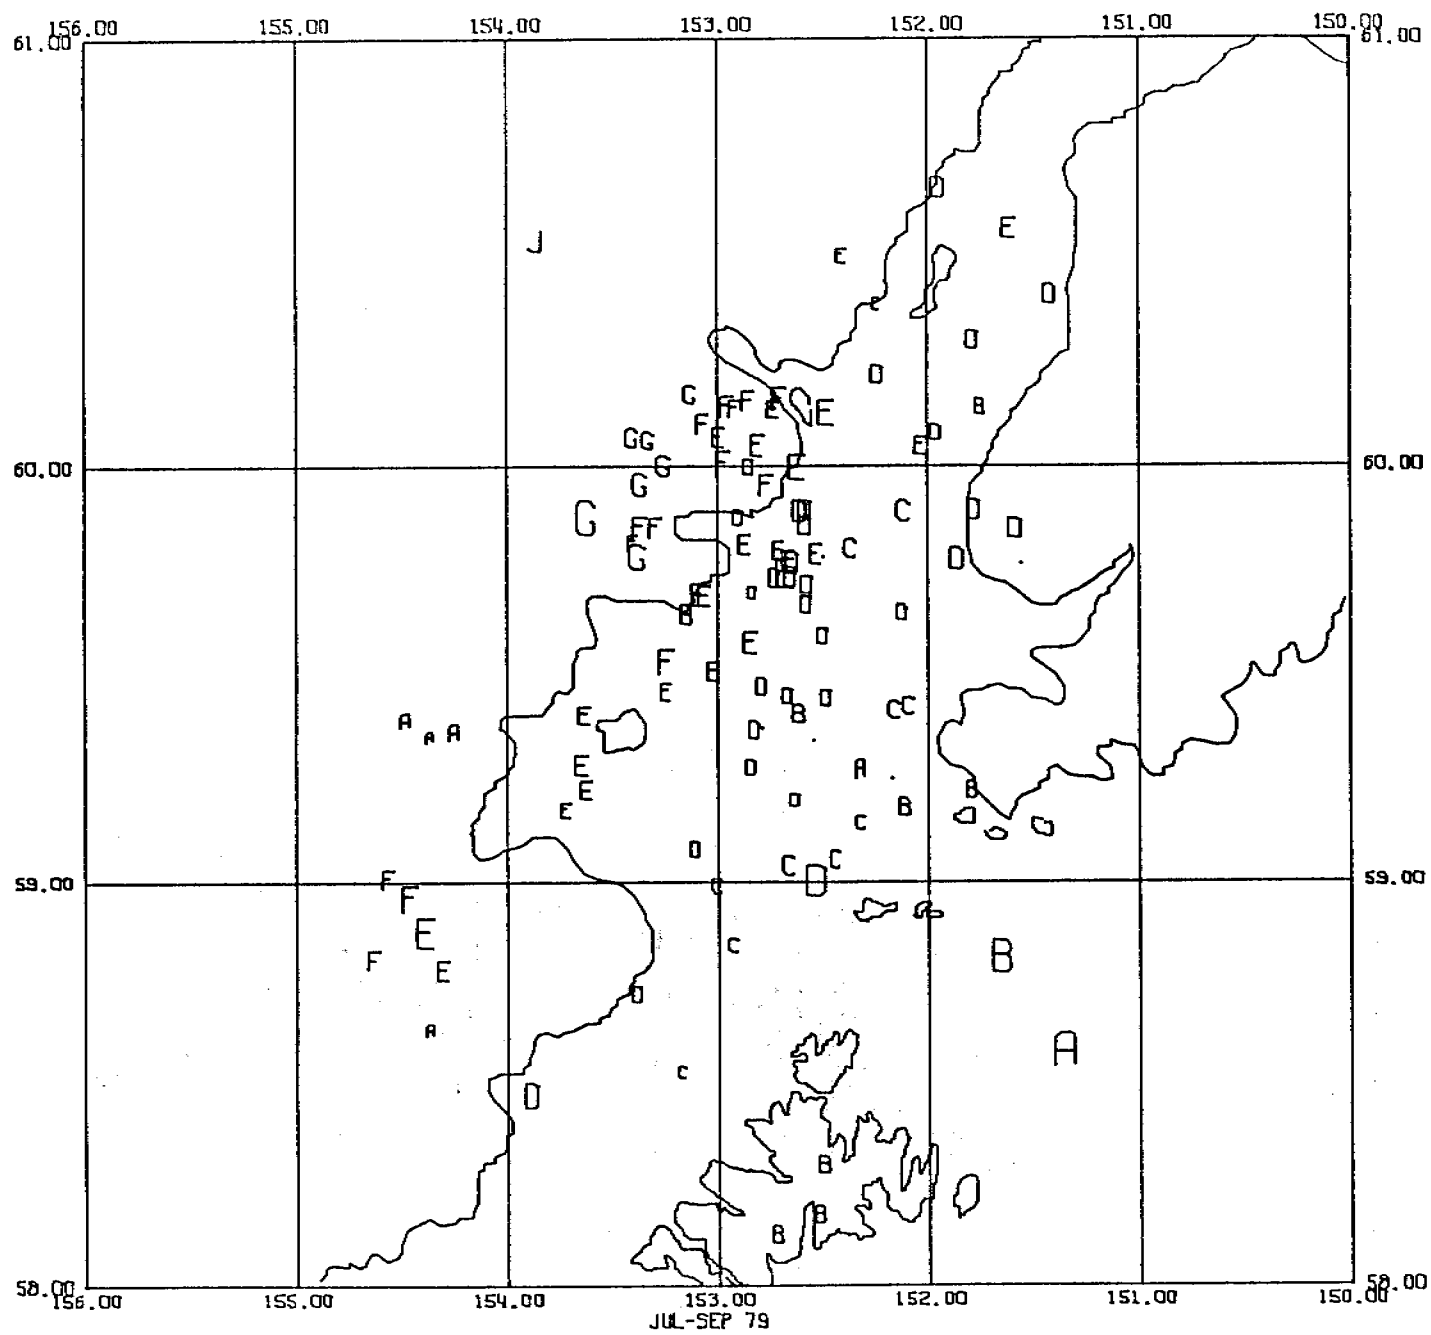 156.00 155.00 154.00 153.00 152.00 151.00 150.00
61.00 61.00
D
E
J
E
D
D
D
G F F F F E E
B
F
D
G G E E E
60.00 60.00
G D D
G F
G D C D
F F D
E E E E C D
G
D D D
D E D D
D D
D
E
F
E E
D D D
E B C C
A A A D
E D A
E D B
E B
C
D
C C
F D 59.00
59.00
F
E
F E C B
D
A A
C
D
B
B
B
58.00 58.00
156.00 155.00 154.00 153.00 152.00 151.00 150.00
JUL-SEP 79